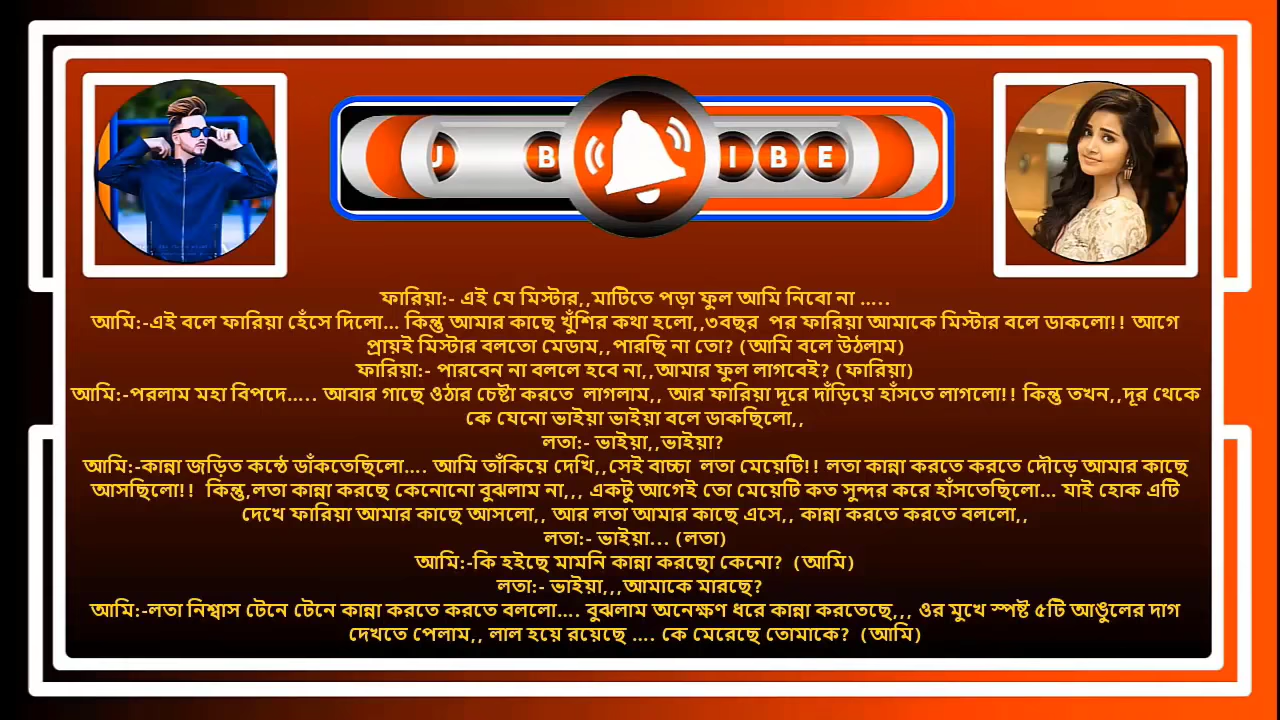 U B I B E
ফারিয়া:- এই যে মিস্টার,,মাটিতে পড়া ফুল আমি নিবো না .....
আমি:-এই বলে ফারিয়া হেঁসে দিলো... কিন্তু আমার কাছে খুঁশির কথা হলো,,৩বছর পর ফারিয়া আমাকে মিস্টার বলে ডাকলো!! আগে
প্রায়ই মিস্টার বলতো মেডাম,,পারছি না তো? (আমি বলে উঠলাম)
ফারিয়া:- পারবেন না বললে হবে না,,আমার ফুল লাগবেই? (ফারিয়া)
আমি:-পরলাম মহা বিপদে..... আবার গাছে ওঠার চেষ্টা করতে লাগলাম,, আর ফারিয়া দূরে দাঁড়িয়ে হাঁসতে লাগলো!! কিন্তু তখন,,দূর থেকে
কে যেনো ভাইয়া ভাইয়া বলে ডাকছিলো,,
লতা:- ভাইয়া,,ভাইয়া?
আমি:-কান্না জড়িত কন্ঠে ডাঁকতেছিলো.... আমি তাঁকিয়ে দেখি,,সেই বাচ্চা লতা মেয়েটি!! লতা কান্না করতে করতে দৌড়ে আমার কাছে
আসছিলো!! কিন্তু,লতা কান্না করছে কেনোনো বুঝলাম না,,, একটু আগেই তো মেয়েটি কত সুন্দর করে হাঁসতেছিলো... যাই হোক এটি
দেখে ফারিয়া আমার কাছে আসলো,, আর লতা আমার কাছে এসে,, কান্না করতে করতে বললো,,
লতা:- ভাইয়া... (লতা)
আমি:-কি হইছে মামনি কান্না করছো কেনো? (আমি)
লতা:- ভাইয়া,,,আমাকে মারছে?
আমি:-লতা নিশ্বাস টেনে টেনে কান্না করতে করতে বললো.... বুঝলাম অনেক্ষণ ধরে কান্না করতেছে,,, ওর মুখে স্পষ্ট ৫টি আঙুলের দাগ
দেখতে পেলাম,, লাল হয়ে রয়েছে .... কে মেরেছে তোমাকে? (আমি)